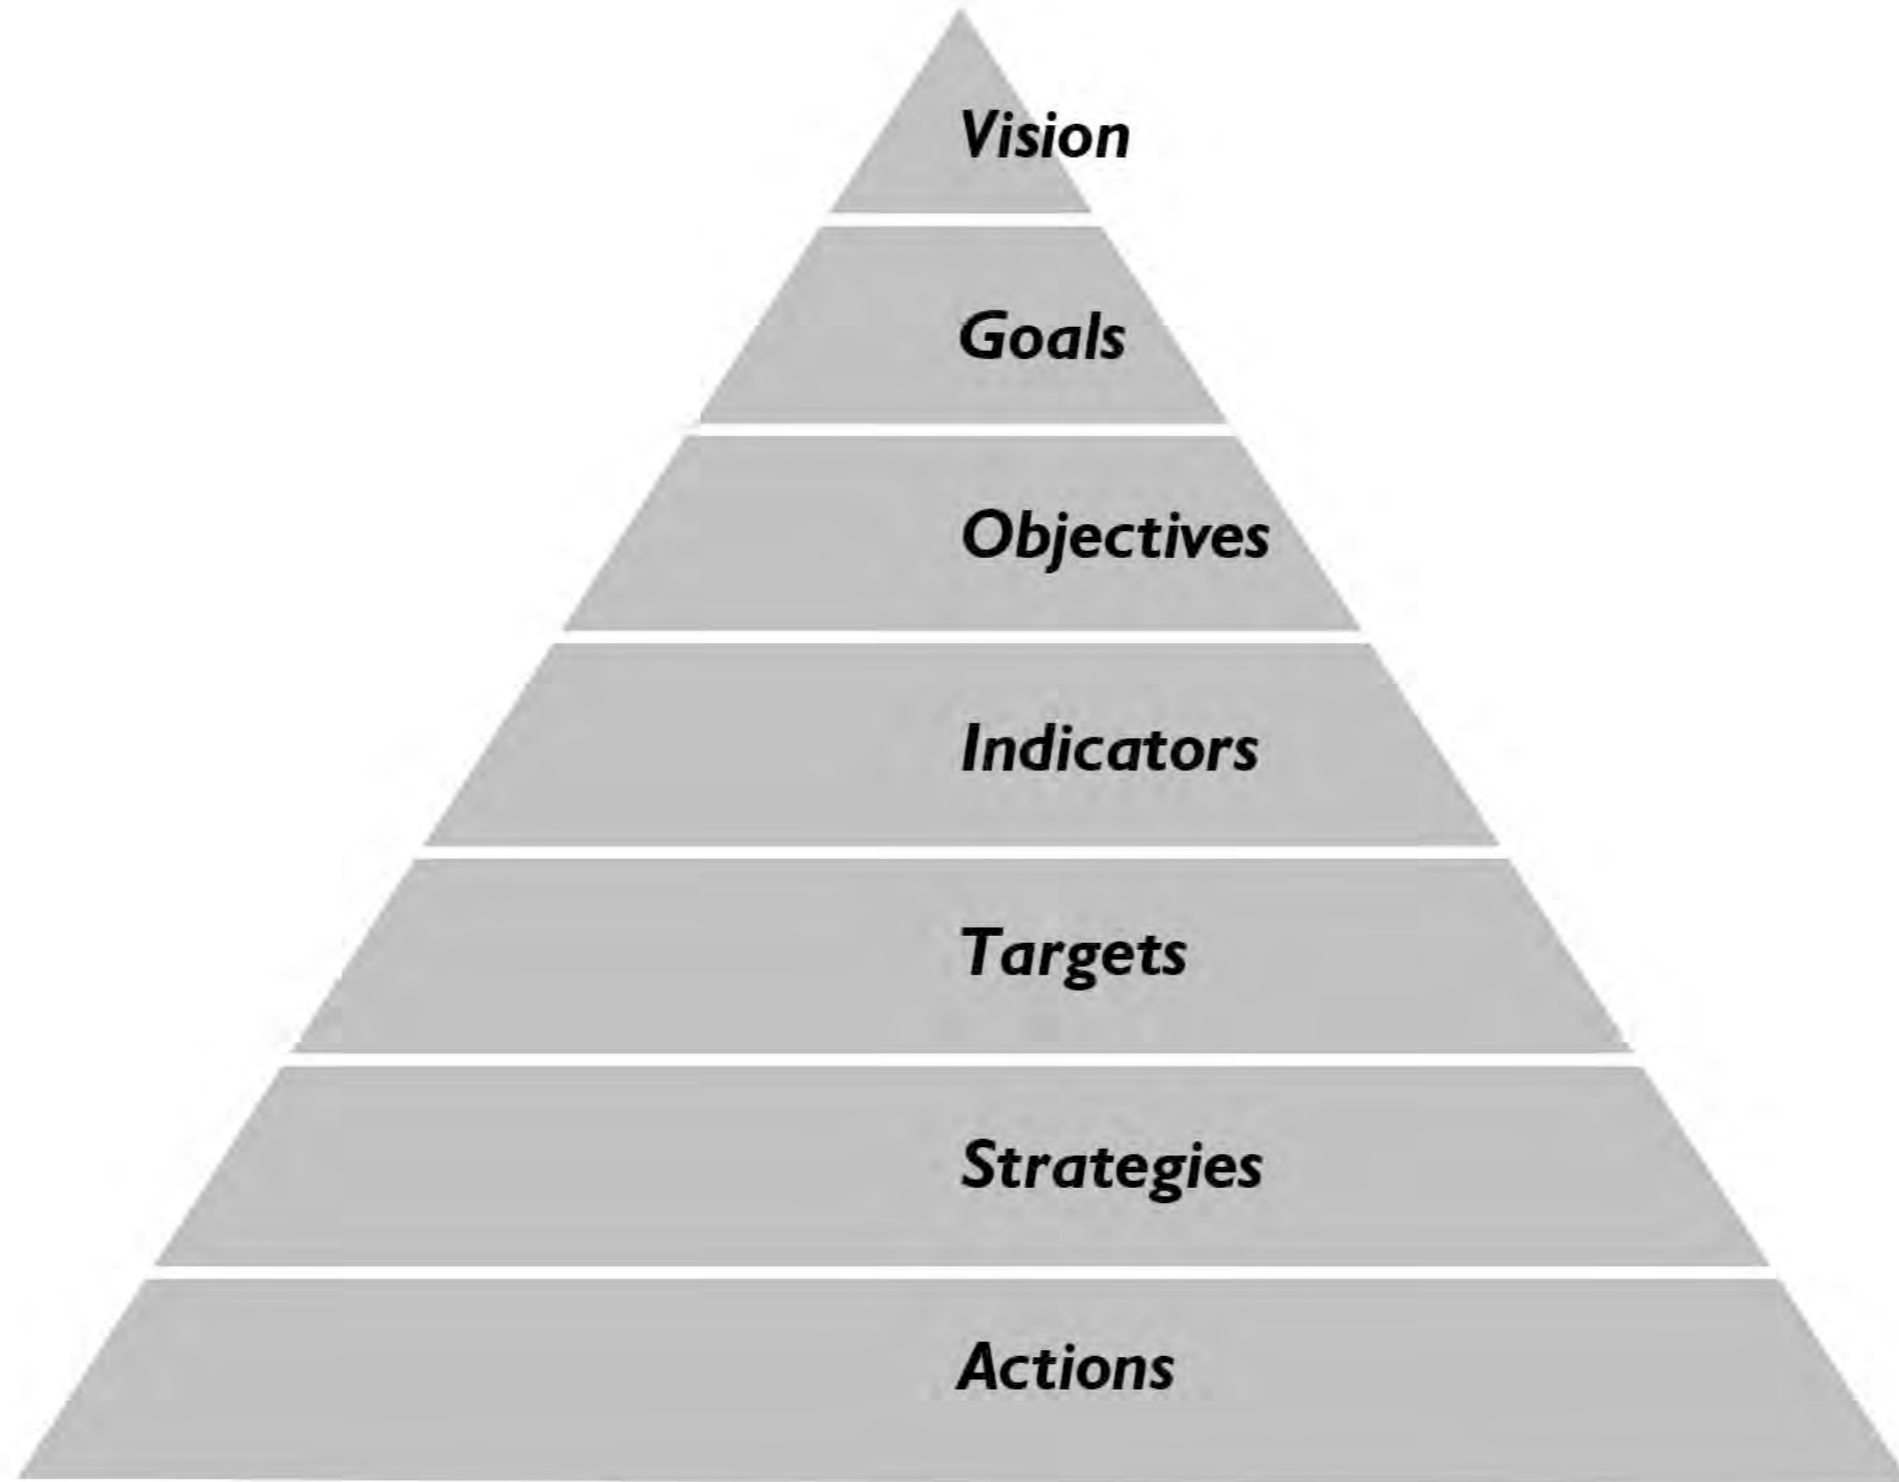 Vision
Goals
Objectives
Indicators
Targets
Strategies
Actions